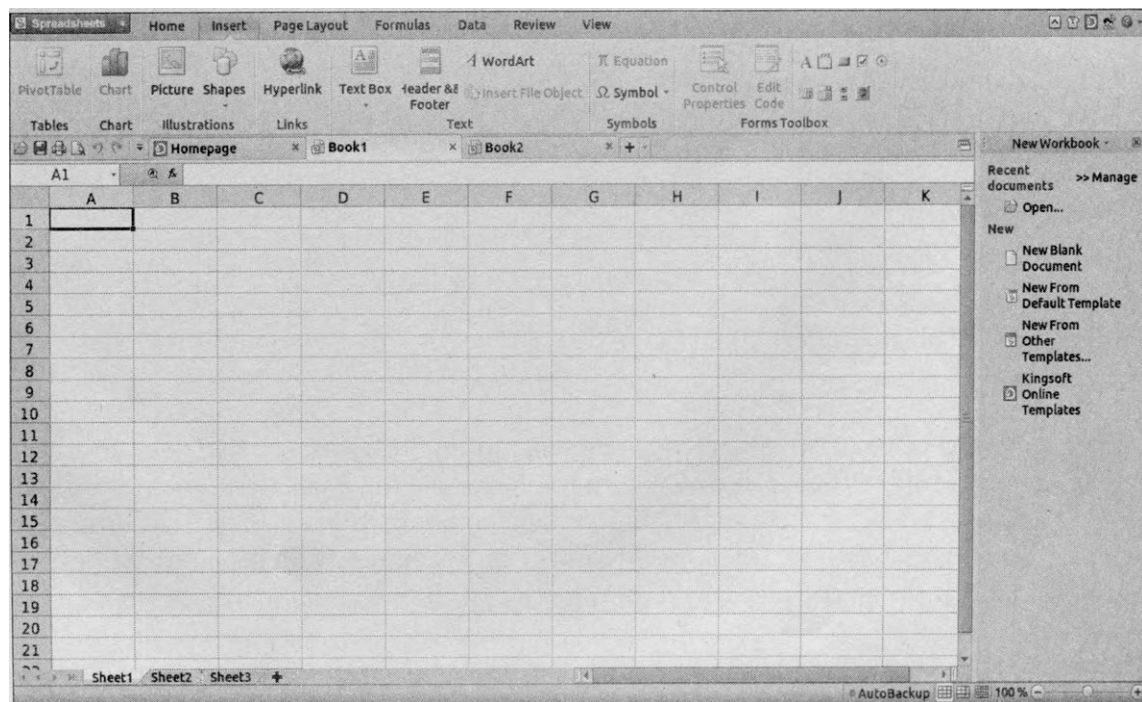 Spreadsheets Home Insert Page Layout Formulas Data Review View
PivotTable Chart Picture Shapes Hyperlink Text Box Header && Footer
WordArt
Insert File Object
π Equation
Ω Symbol
Control Properties
Edit Code
Tables Chart Illustrations Links Text Symbols Forms Toolbox
Homepage Book1 Book2
A1 fx
A B C D E F G H I J K
1
2
3
4
5
6
7
8
9
10
11
12
13
14
15
16
17
18
19
20
21
Sheet1 Sheet2 Sheet3
AutoBackup 100 %
New Workbook
Recent documents >> Manage
Open...
New
New Blank
Document
New From
Default Template
New From
Other
Templates...
Kingsoft
Online
Templates